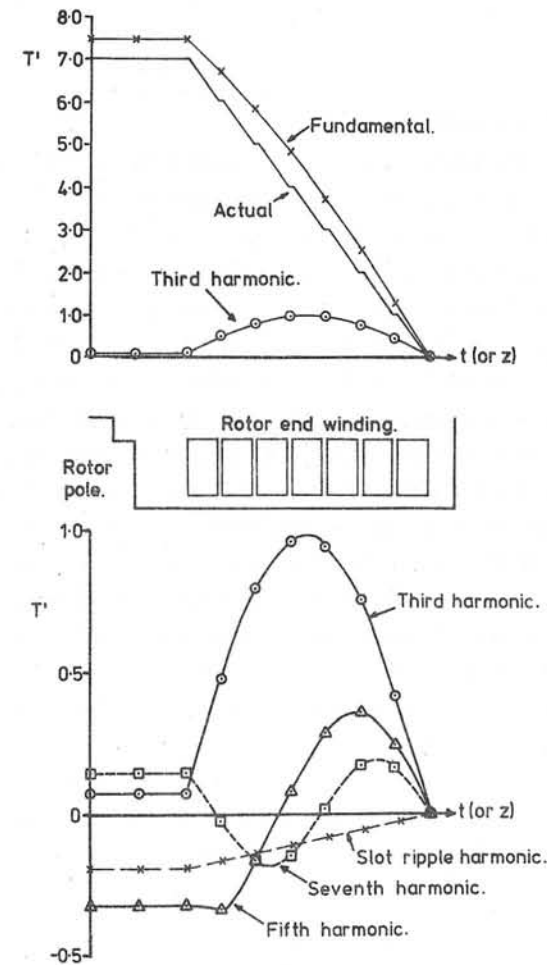 8·0
T'
7·0
6·0
5·0
4·0
3·0
2·0
1·0
0
Fundamental.
Actual
Third harmonic.
t (or z)
Rotor end winding.
Rotor
pole.
1·0
T'
0·5
0
-0·5
Third harmonic.
t (or z)
Slot ripple harmonic.
Seventh harmonic.
Fifth harmonic.